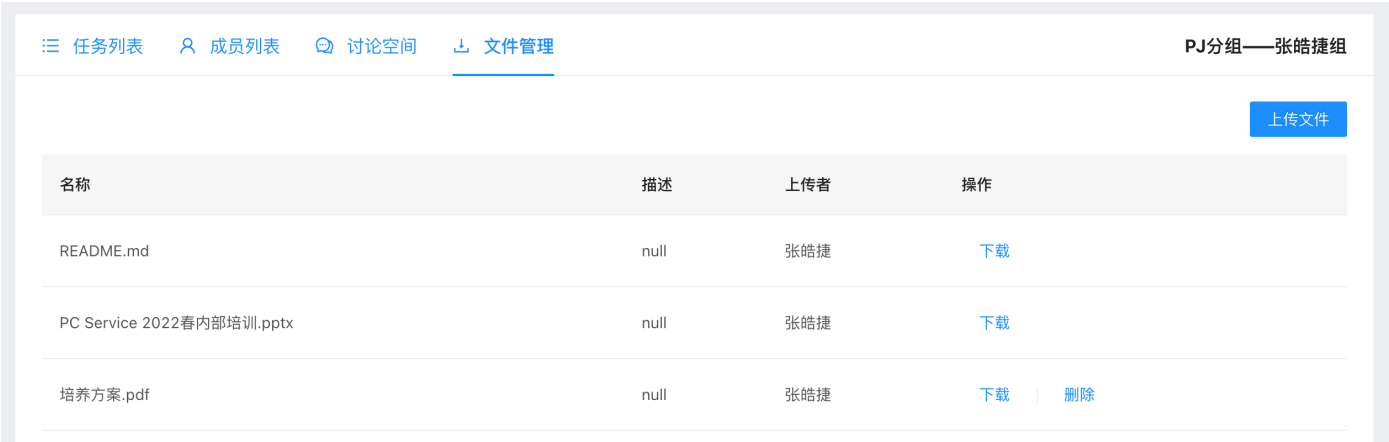 任务列表 成员列表 讨论空间 文件管理 PJ分组——张皓捷组
上传文件
名称 描述 上传者 操作
README.md null 张皓捷 下载
PC Service 2022春内部培训.pptx null 张皓捷 下载
培养方案.pdf null 张皓捷 下载 删除